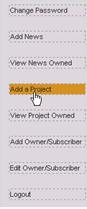 Change Password
Add News
View News Owned
Add a Project
View Project Owned
Add Owner/Subscriber
Edit Owner/Subscriber
Logout